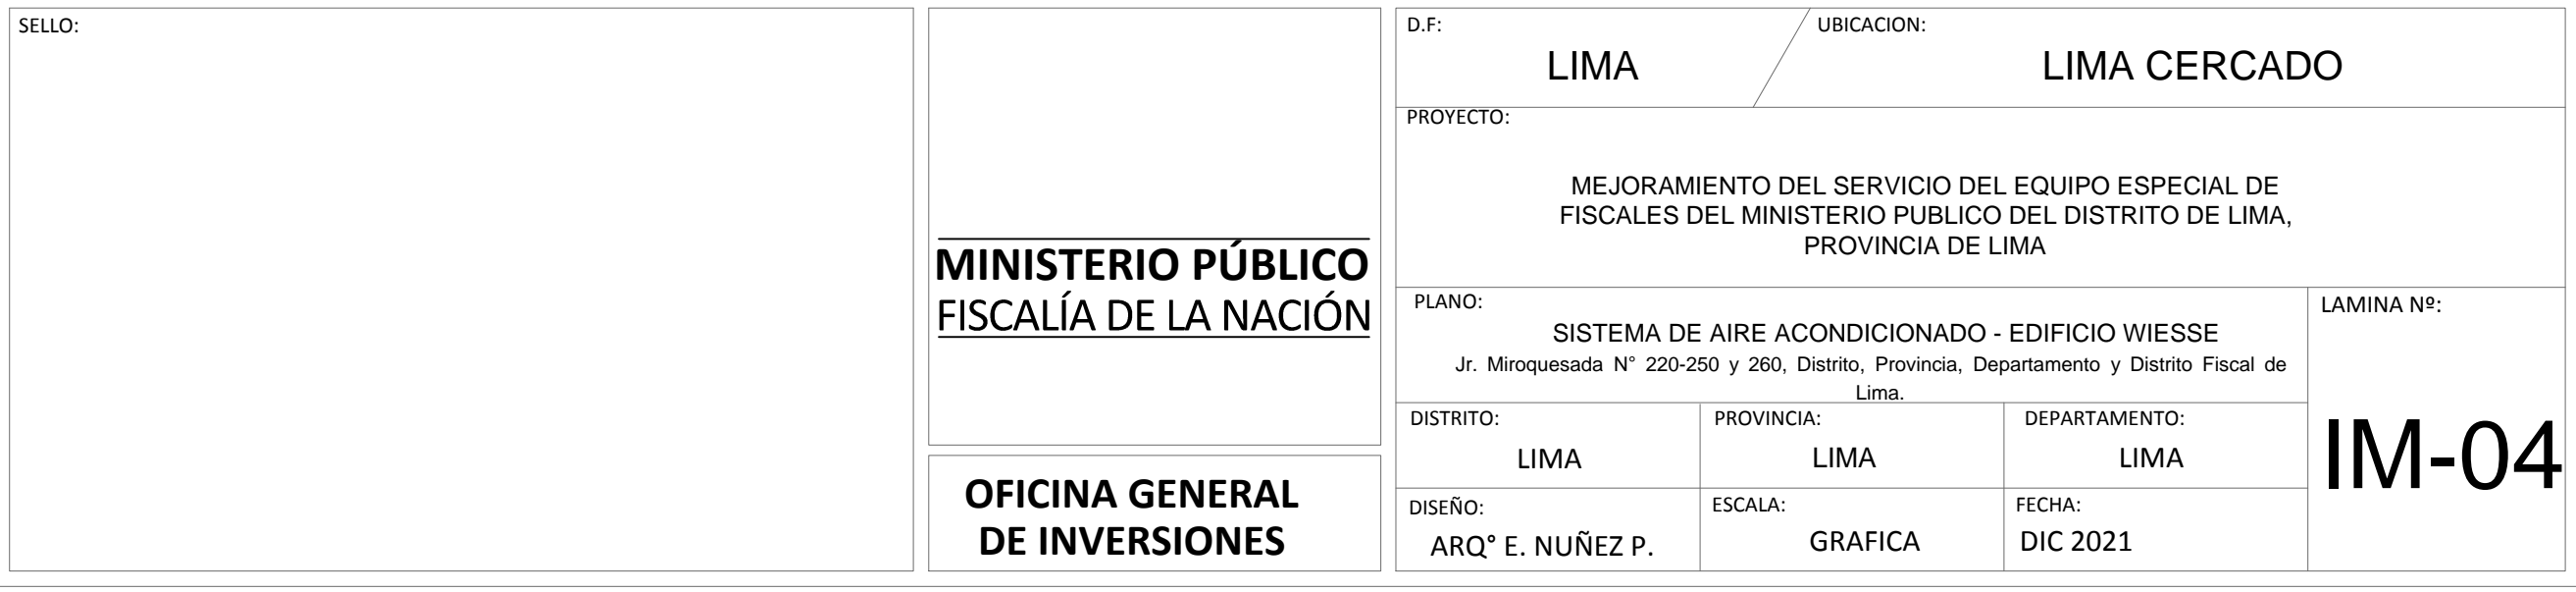 SELLO:
MINISTERIO PÚBLICO
FISCALÍA DE LA NACIÓN
OFICINA GENERAL
DE INVERSIONES
D.F:
LIMA
UBICACION:
LIMA CERCADO
PROYECTO:
MEJORAMIENTO DEL SERVICIO DEL EQUIPO ESPECIAL DE
FISCALES DEL MINISTERIO PUBLICO DEL DISTRITO DE LIMA,
PROVINCIA DE LIMA
PLANO:
SISTEMA DE AIRE ACONDICIONADO - EDIFICIO WIESSE
Jr. Miroquesada N° 220-250 y 260, Distrito, Provincia, Departamento y Distrito Fiscal de
Lima.
LAMINA Nº:
IM-04
DISTRITO:
LIMA
PROVINCIA:
LIMA
DEPARTAMENTO:
LIMA
DISEÑO:
ARQ° E. NUÑEZ P.
ESCALA:
GRAFICA
FECHA:
DIC 2021